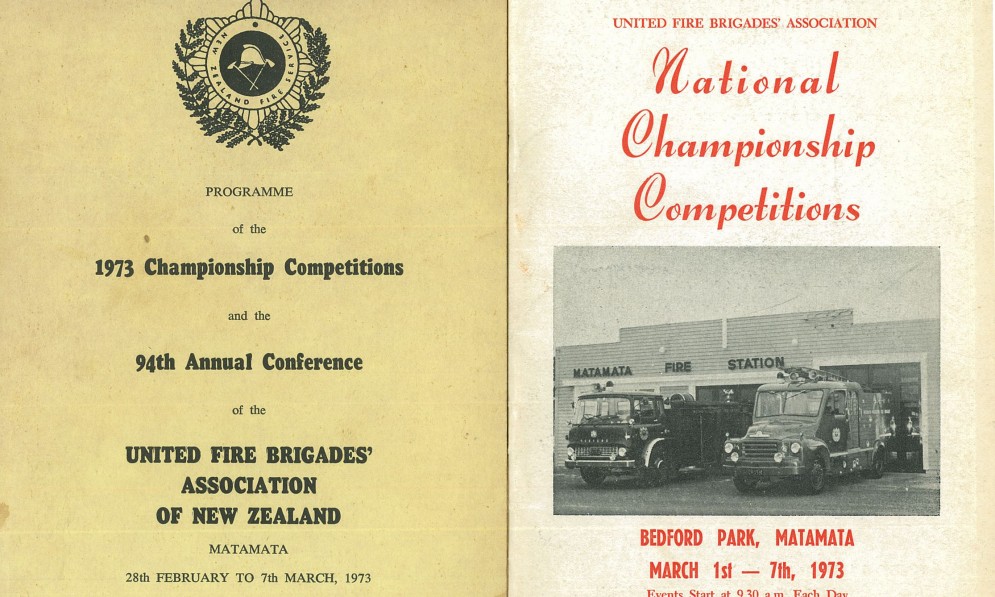 NEW ZEALAND FIRE SERVICE
PROGRAMME
of the
1973 Championship Competitions
and the
94th Annual Conference
of the
UNITED FIRE BRIGADES'
ASSOCIATION
OF NEW ZEALAND
MATAMATA
28th FEBRUARY TO 7th MARCH, 1973
UNITED FIRE BRIGADES' ASSOCIATION
National
Championship
Competitions
MATAMATA FIRE STATION
BEDFORD PARK, MATAMATA
MARCH 1st — 7th, 1973
Events Start at 9.30 a.m. Each Day